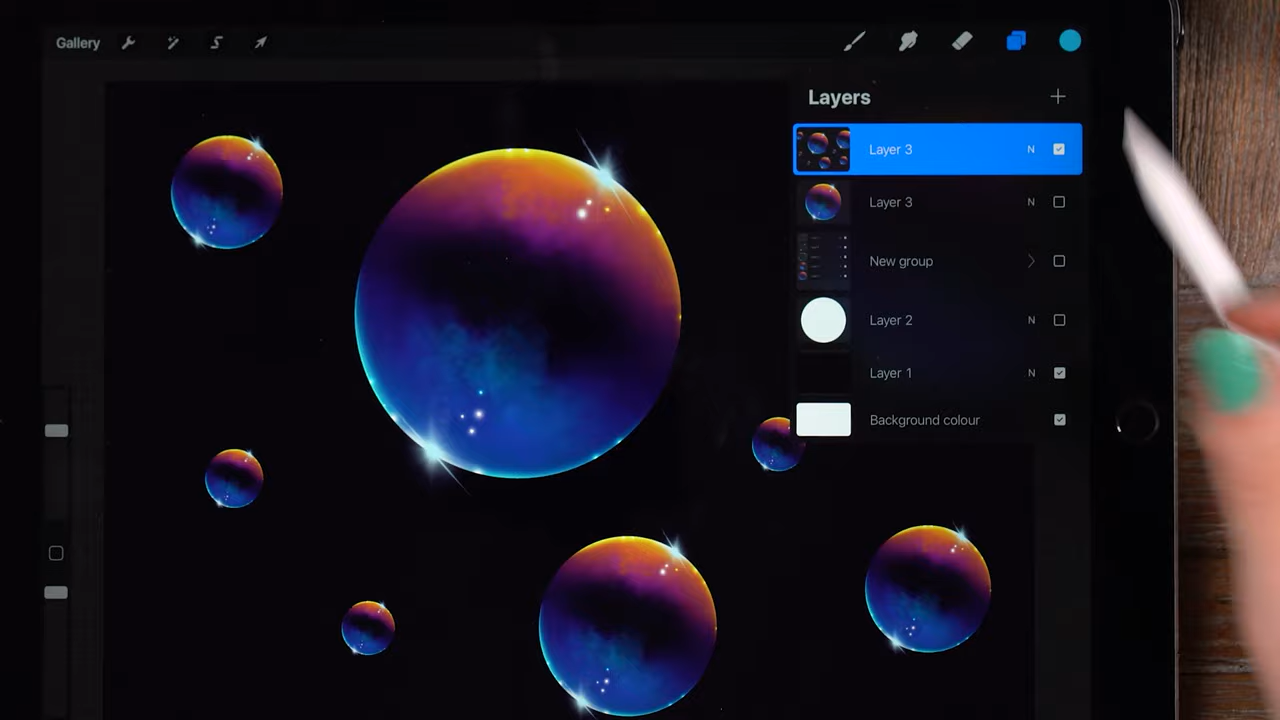 Gallery
Layers
Layer 3 N
Layer 3 N
New group
Layer 2 N
Layer 1 N
Background colour